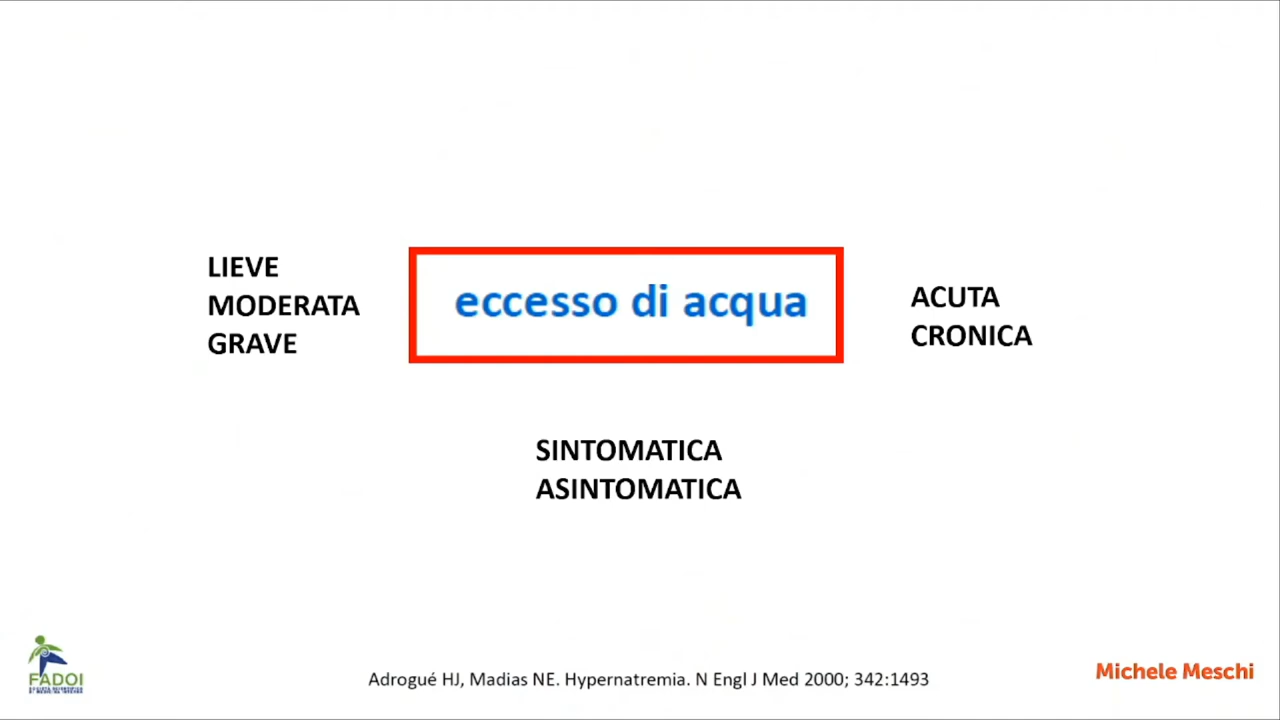 LIEVE
MODERATA
GRAVE
eccesso di acqua
ACUTA
CRONICA
SINTOMATICA
ASINTOMATICA
FADOI
Adrogué HJ, Madias NE. Hypernatremia. N Engl J Med 2000; 342:1493
Michele Meschi